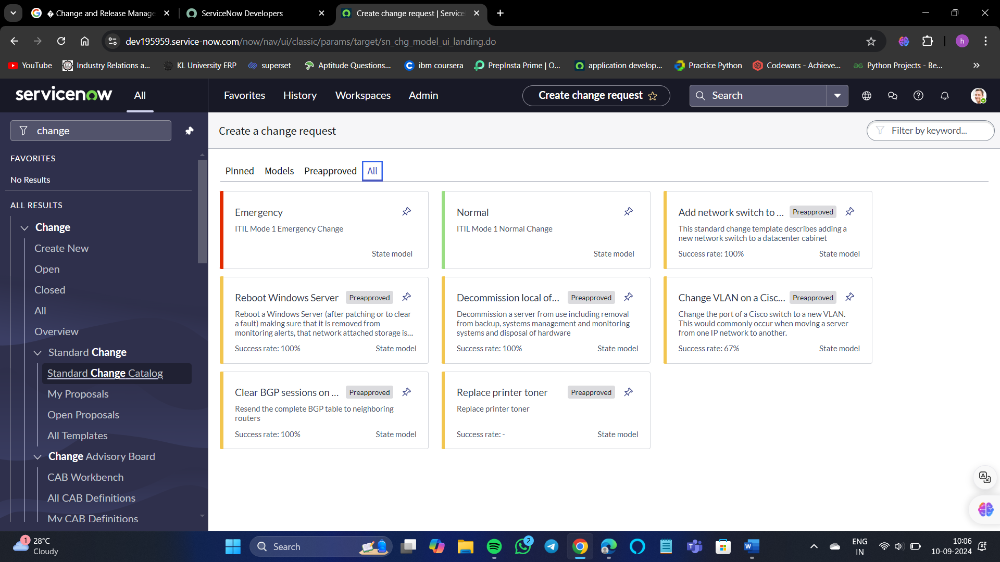 � Change and Release Manage
ServiceNow Developers
Create change request | Service
dev195959.service-now.com/now/nav/ui/classic/params/target/sn_chg_model_ui_landing.do
h
YouTube
Industry Relations a...
KL University ERP
superset
Aptitude Questions...
ibm coursera
PrepInsta Prime | O...
application develop...
Practice Python
Codewars - Achieve...
Python Projects - Be...
servicenow
All
Favorites
History
Workspaces
Admin
Create change request
Search
change
FAVORITES
No Results
ALL RESULTS
Change
Create New
Open
Closed
All
Overview
Standard Change
Standard Change Catalog
My Proposals
Open Proposals
All Templates
Change Advisory Board
CAB Workbench
All CAB Definitions
My CAB Definitions
Create a change request
Filter by keyword...
Pinned
Models
Preapproved
All
Emergency
ITIL Mode 1 Emergency Change
State model
Normal
ITIL Mode 1 Normal Change
State model
Add network switch to ...
Preapproved
This standard change template describes adding a
new network switch to a datacenter cabinet
Success rate: 100%
State model
Reboot Windows Server
Preapproved
Reboot a Windows Server (after patching or to clear
a fault) making sure that it is removed from
monitoring alerts, that network attached storage is...
Success rate: 100%
State model
Decommission local of...
Preapproved
Decommission a server from use including removal
from backup, systems management and monitoring
systems and disposal of hardware
Success rate: 100%
State model
Change VLAN on a Cisc...
Preapproved
Change the port of a Cisco switch to a new VLAN.
This would commonly occur when moving a server
from one IP network to another.
Success rate: 67%
State model
Clear BGP sessions on ...
Preapproved
Resend the complete BGP table to neighboring
routers
Success rate: 100%
State model
Replace printer toner
Preapproved
Replace printer toner
Success rate: -
State model
1
28°C
Cloudy
Search
2
ENG
IN
10:06
10-09-2024